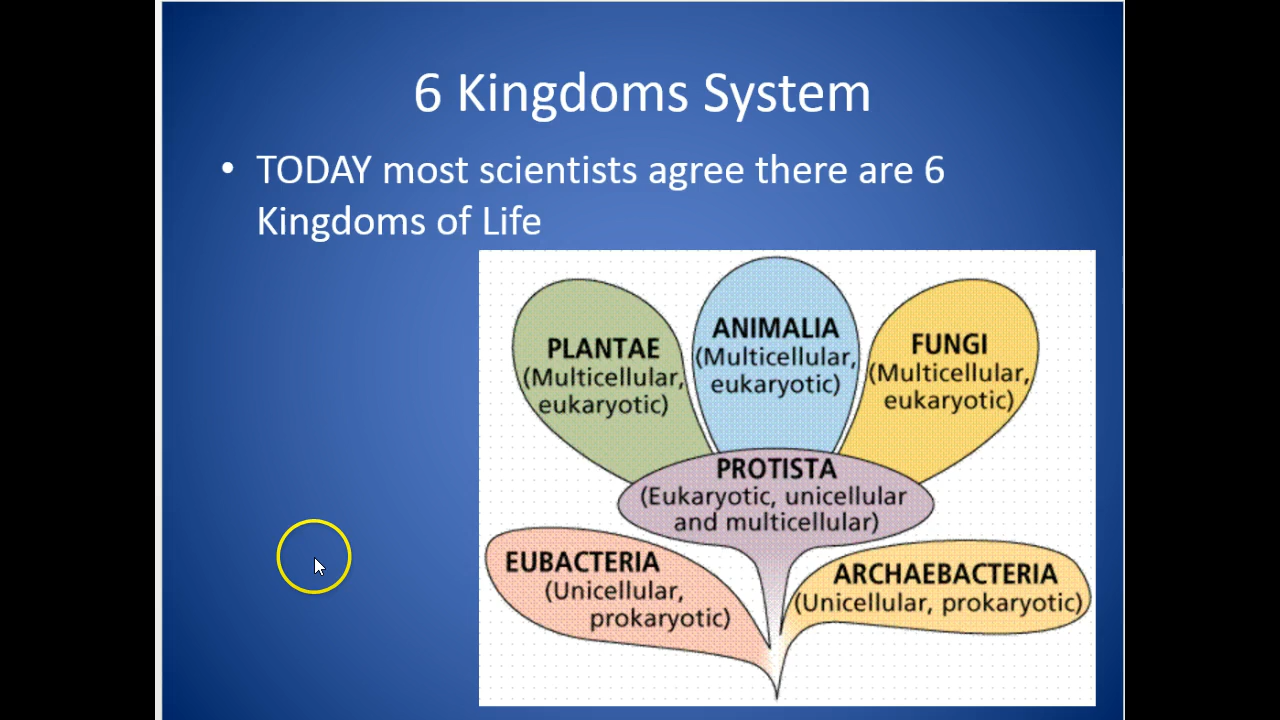 6 Kingdoms System
• TODAY most scientists agree there are 6
Kingdoms of Life
PLANTAE
(Multicellular,
eukaryotic)
ANIMALIA
(Multicellular,
eukaryotic)
FUNGI
(Multicellular,
eukaryotic)
PROTISTA
(Eukaryotic, unicellular
and multicellular)
EUBACTERIA
(Unicellular,
prokaryotic)
ARCHAEBACTERIA
(Unicellular, prokaryotic)